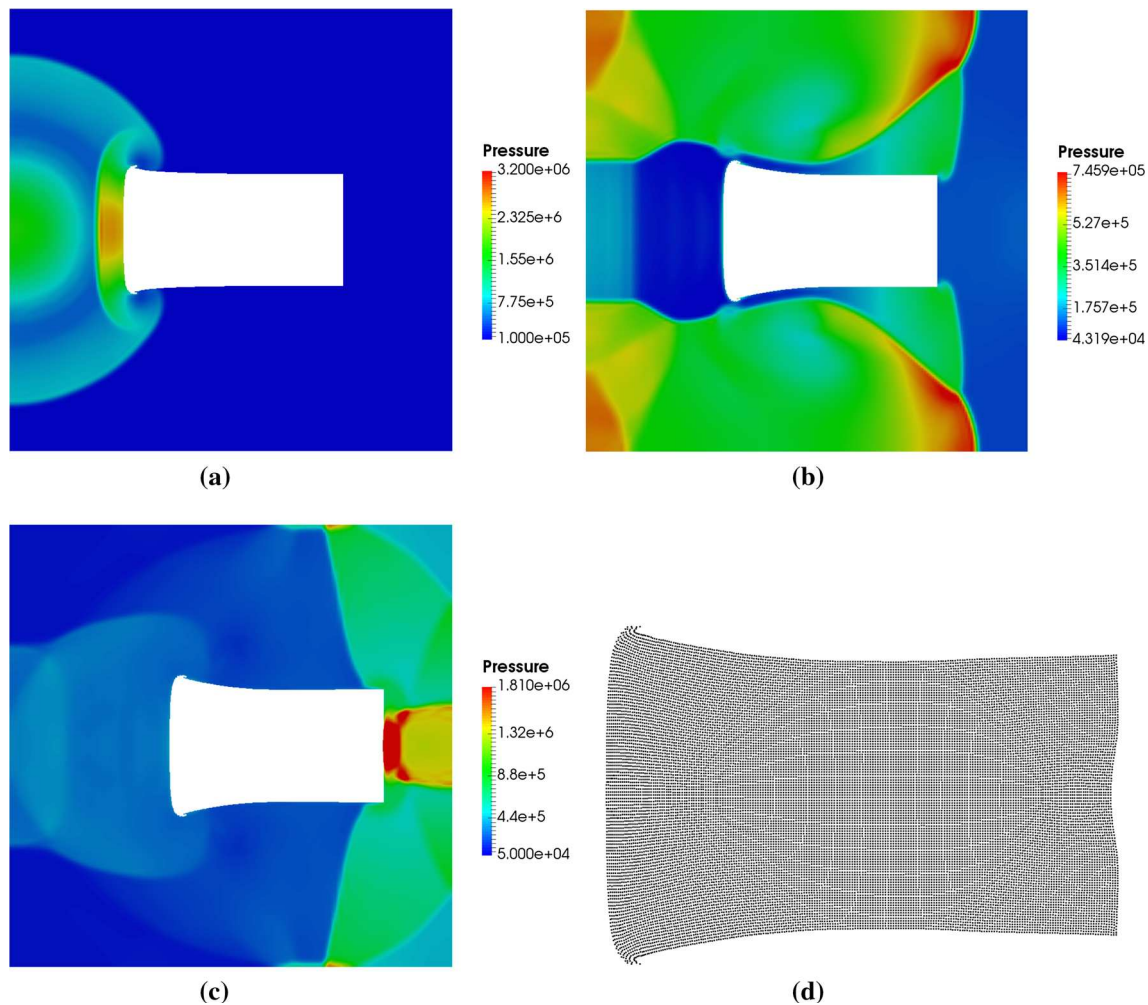 Pressure
3.200e+06
2.325e+6
1.55e+6
7.75e+5
1.000e+05
(a)
Pressure
7.459e+05
5.27e+5
3.514e+5
1.757e+5
4.319e+04
(b)
Pressure
1.810e+06
1.32e+6
8.8e+5
4.4e+5
5.000e+04
(c)
(d)